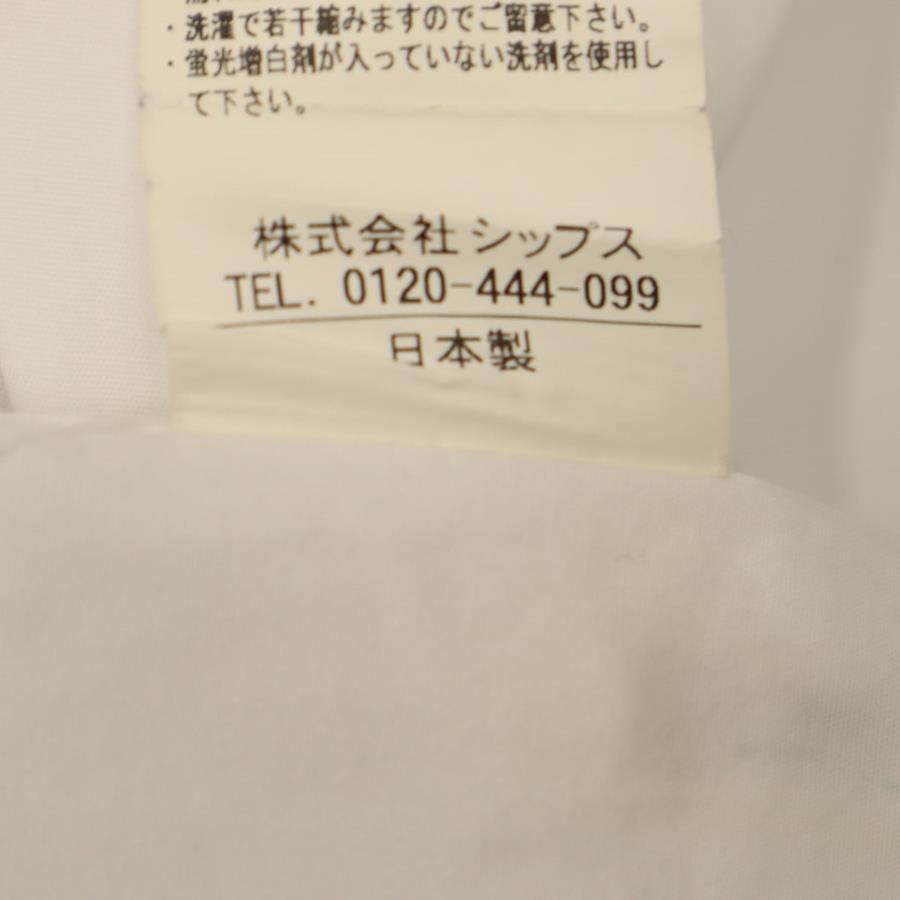 ・洗濯で若干縮みますのでご留意下さい。
・蛍光増白剤が入っていない洗剤を使用し
て下さい。
株式会社シップス
TEL. 0120-444-099
日本製